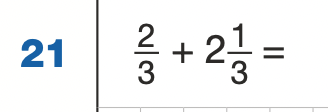 21 2/3 + 2 1/3 =